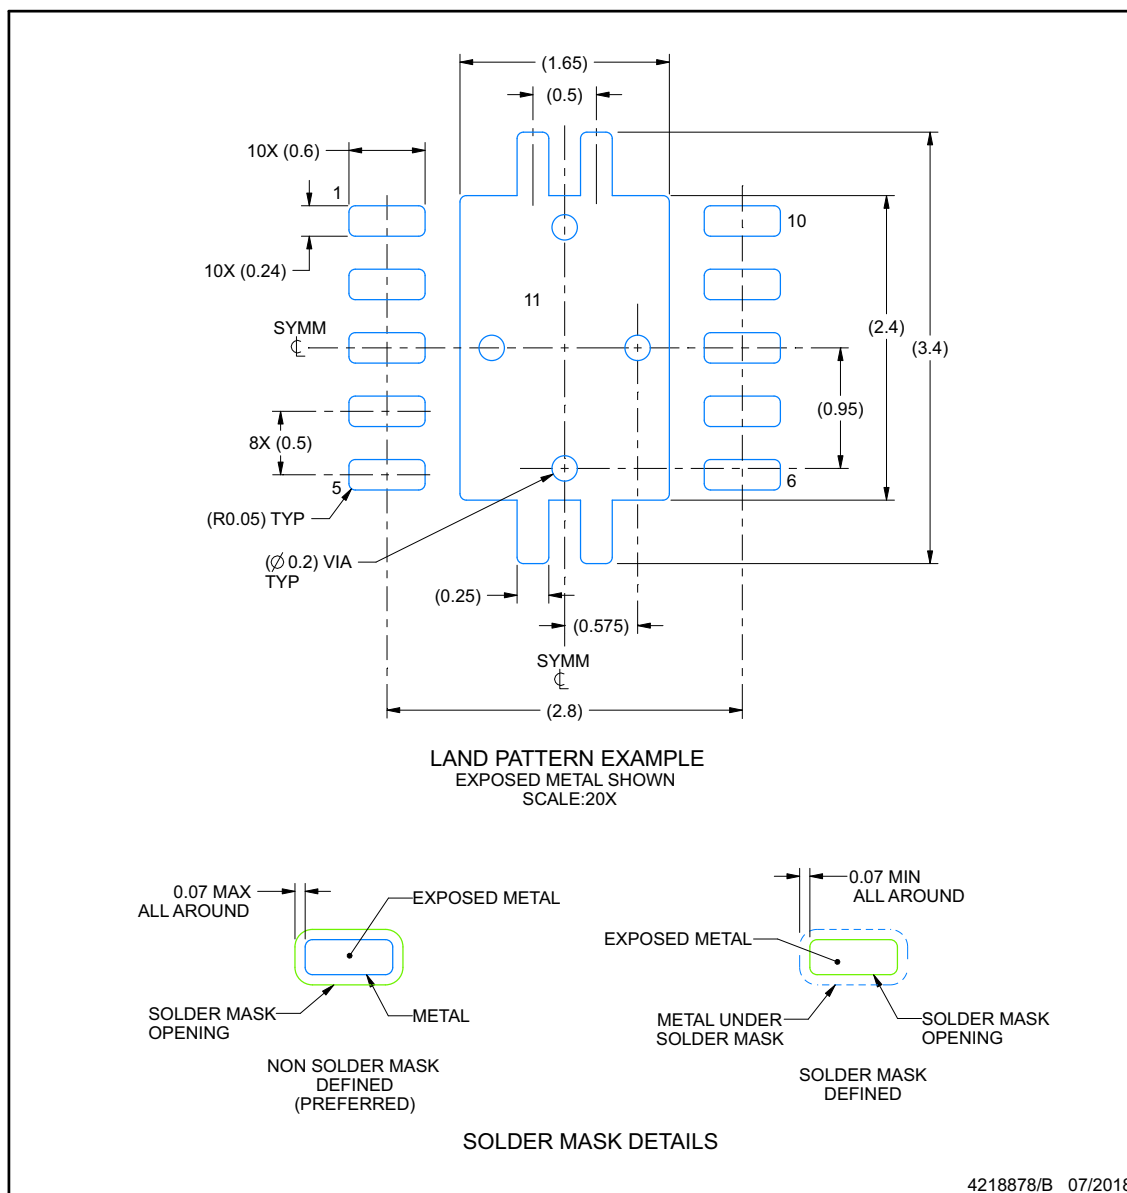 (1.65)
(0.5)
10X (0.6)
1
10
10X (0.24)
11
SYMM
℄
(2.4)
(3.4)
(0.95)
8X (0.5)
5
6
(R0.05) TYP
(∅ 0.2) VIA
TYP
(0.25)
(0.575)
SYMM
℄
(2.8)
LAND PATTERN EXAMPLE
EXPOSED METAL SHOWN
SCALE:20X
0.07 MAX
ALL AROUND
EXPOSED METAL
SOLDER MASK
OPENING
METAL
NON SOLDER MASK
DEFINED
(PREFERRED)
0.07 MIN
ALL AROUND
EXPOSED METAL
METAL UNDER
SOLDER MASK
SOLDER MASK
OPENING
SOLDER MASK
DEFINED
SOLDER MASK DETAILS
4218878/B 07/2018